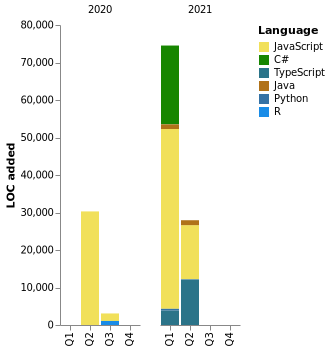 2020 2021
Language
JavaScript
C#
TypeScript
Java
Python
R
LOC added
80,000
70,000
60,000
50,000
40,000
30,000
20,000
10,000
0
Q1 Q2 Q3 Q4 Q1 Q2 Q3 Q4